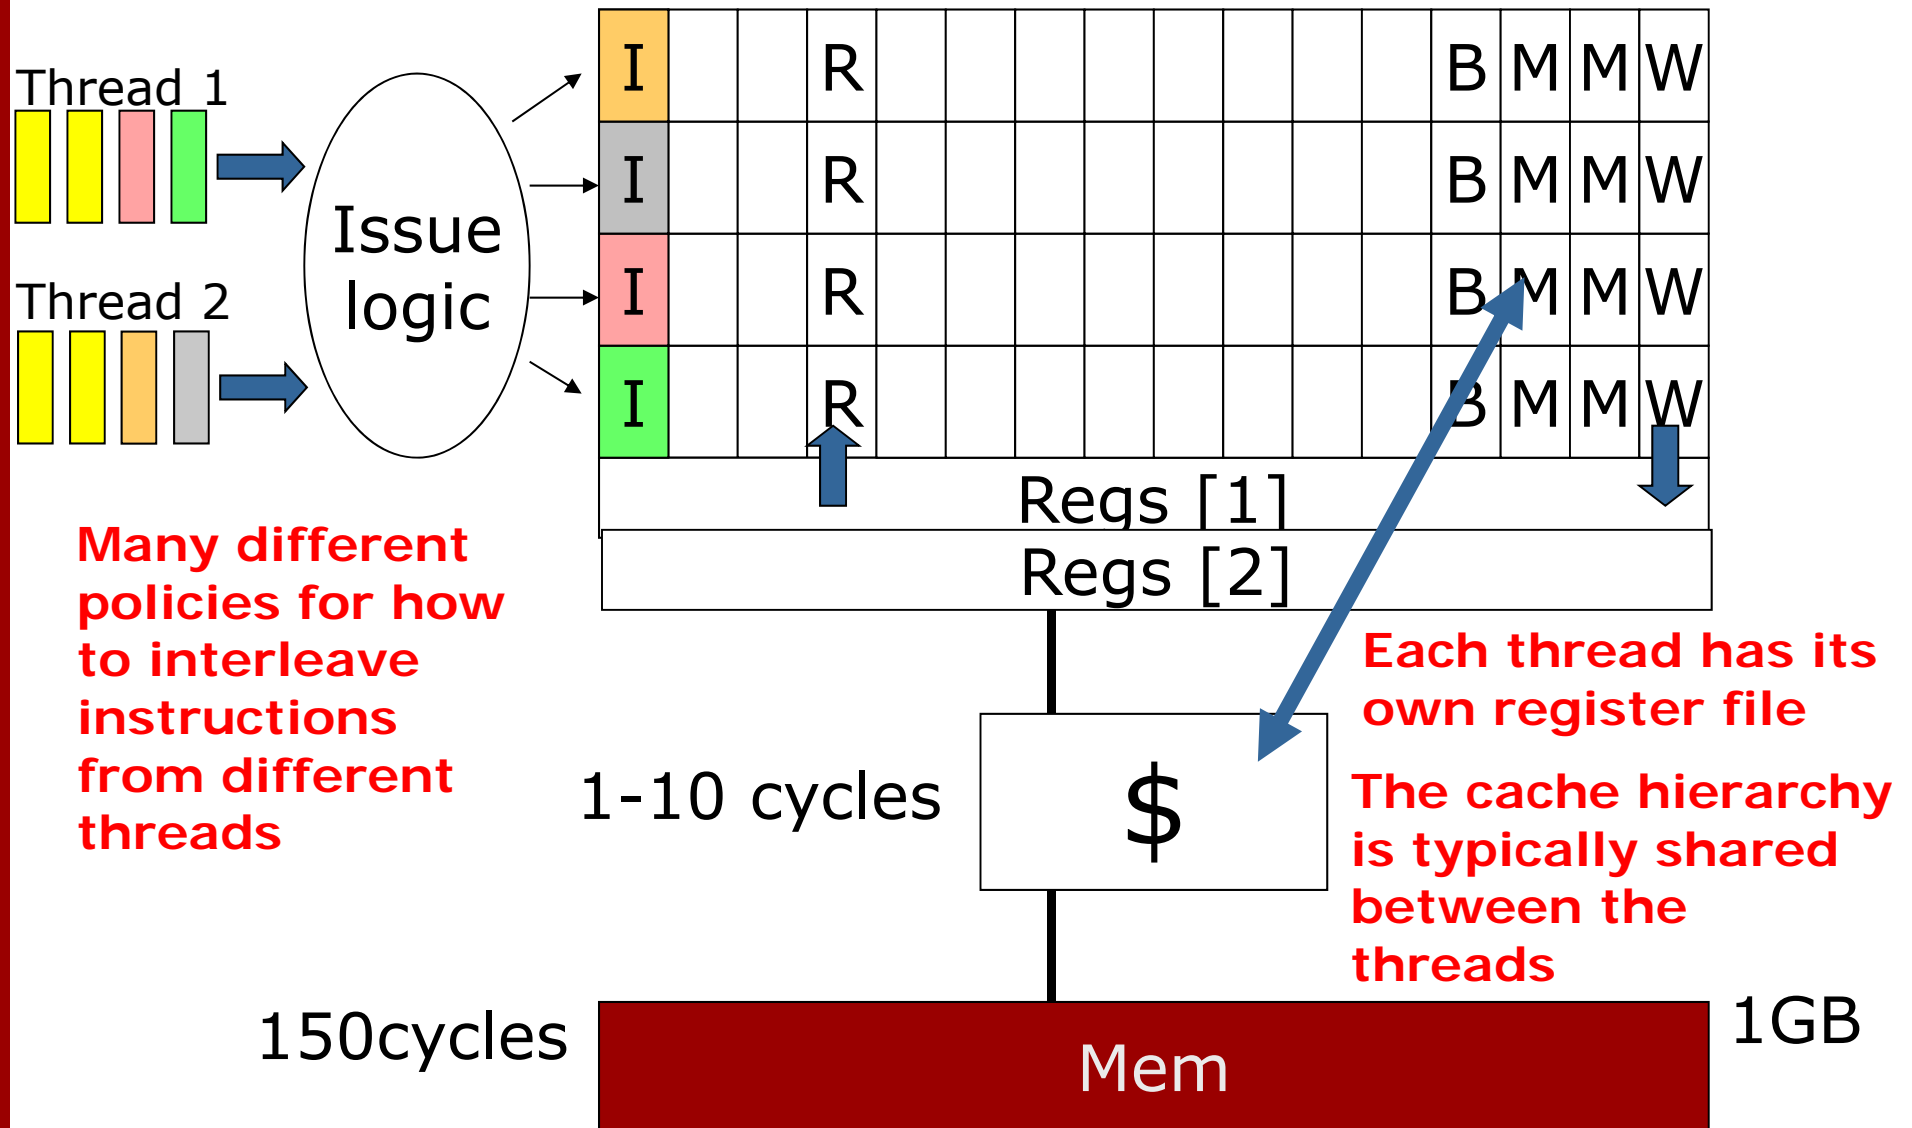 Thread 1
Thread 2
Issue
logic
I R B M M W
I R B M M W
I R B M M W
I R B M M W
Regs [1]
Regs [2]
Many different
policies for how
to interleave
instructions
from different
threads
Each thread has its
own register file
1-10 cycles
$
The cache hierarchy
is typically shared
between the
threads
150cycles
Mem
1GB